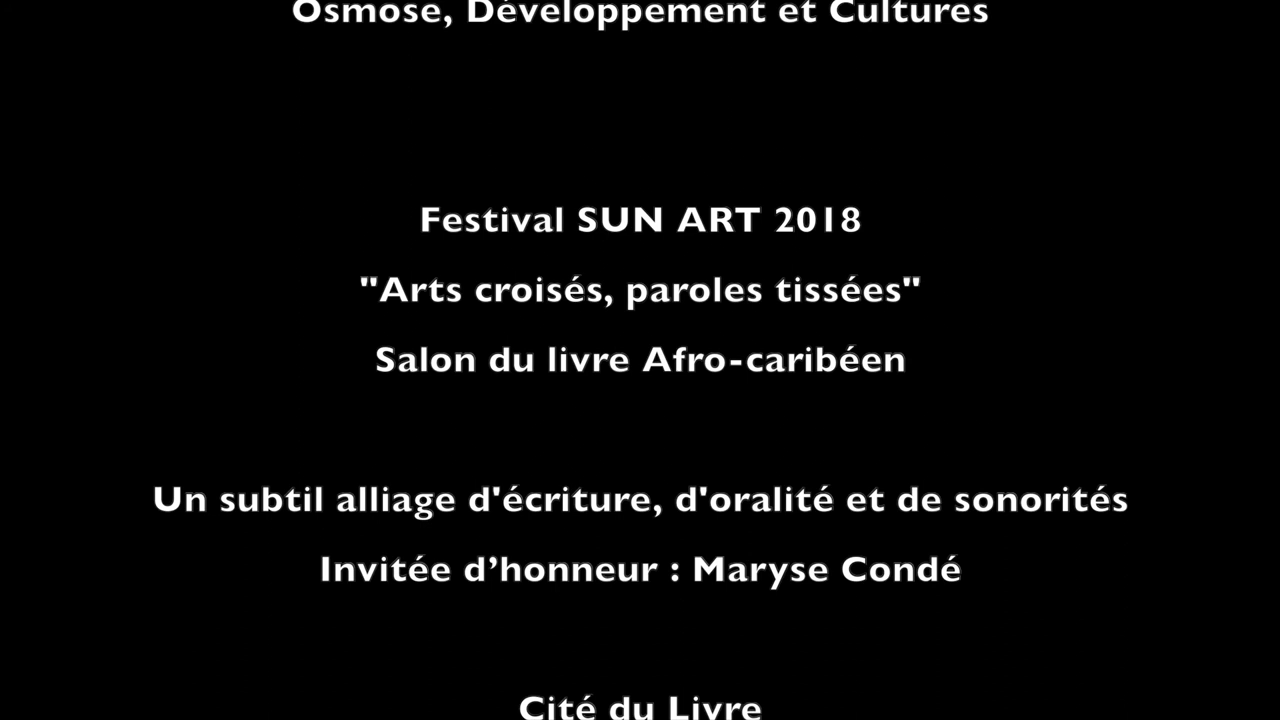 Osmose, Développement et Cultures
Festival SUN ART 2018
"Arts croisés, paroles tissées"
Salon du livre Afro-caribéen
Un subtil alliage d'écriture, d'oralité et de sonorités
Invitée d’honneur : Maryse Condé
Cité du Livre